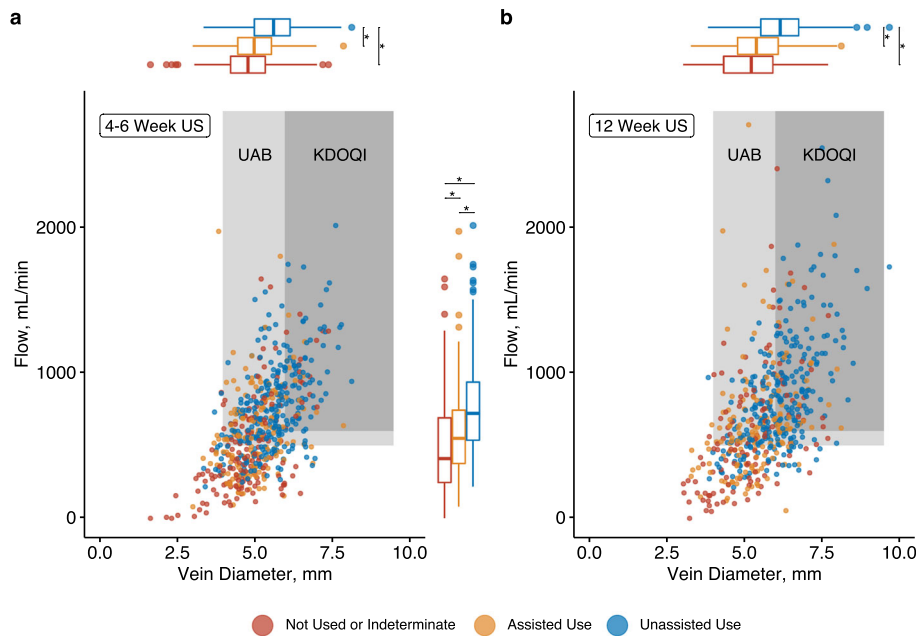 a
b
*
*
*
*
4-6 Week US
UAB
KDOQI
12 Week US
UAB
KDOQI
*
*
*
2000
1000
0
Flow, mL/min
2000
1000
0
Flow, mL/min
0.0 2.5 5.0 7.5 10.0
0.0 2.5 5.0 7.5 10.0
Vein Diameter, mm
Vein Diameter, mm
Not Used or Indeterminate Assisted Use Unassisted Use